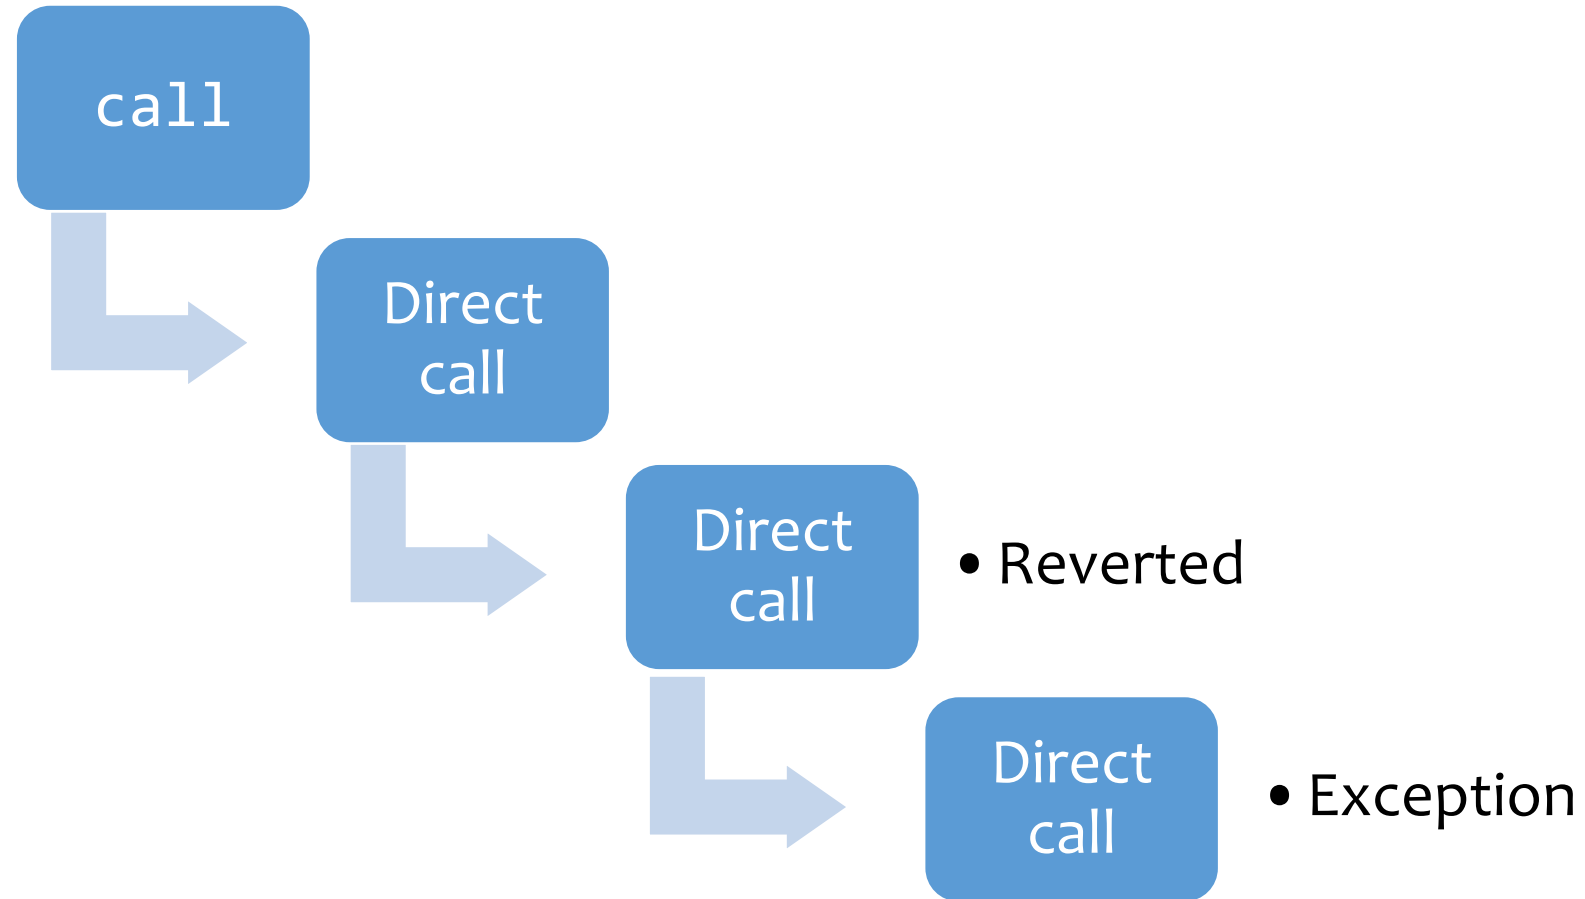 call
Direct
call
Direct
call
• Reverted
Direct
call
• Exception